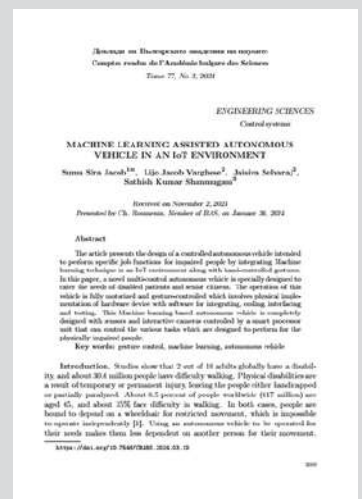 Доклади на Българската академия на науките
Comptes rendus de l'Académie bulgare des Sciences
Tome 77, No 3, 2024
ENGINEERING SCIENCES
Control systems
MACHINE LEARNING ASSISTED AUTONOMOUS
VEHICLE IN AN IoT ENVIRONMENT
Sunu Sira Jacob, Lijo Jacob Varghese, Jaisiva Selvaraj,
Sathish Kumar Shanmugam
Received on November 2, 2023
Presented by Ch. Roumenin, Member of BAS, on January 30, 2024
Abstract
The article presents the design of a controlled autonomous vehicle intended
to perform specific job functions for impaired people by integrating Machine
learning technique in an IoT environment along with hand-controlled gestures.
In this paper, a novel multi-control autonomous vehicle is specially designed to
cater the needs of disabled patients and senior citizens. The operation of this
vehicle is fully motorized and gesture-controlled which involves physical imple-
mentation of hardware device with software for integrating, coding, interfacing
and testing. This Machine learning based autonomous vehicle is completely
designed with sensors and interactive cameras controlled by a smart processor
unit that can control the various tasks which are designed to perform for the
physically impaired people.
Key words: gesture control, machine learning, autonomous vehicle
Introduction. Studies show that 2 out of 10 adults globally have a disabil-
ity, and about 30.6 million people have difficulty walking. Physical disabilities are
a result of temporary or permanent injury, leaving the people either handicapped
or partially paralyzed. About 8.5 percent of people worldwide (617 million) are
aged 65, and about 35% face difficulty in walking. In both cases, people are
bound to depend on a wheelchair for restricted movement, which is impossible
to operate independently [1]. Using an autonomous vehicle to be operated for
their needs makes them less dependent on another person for their movement.